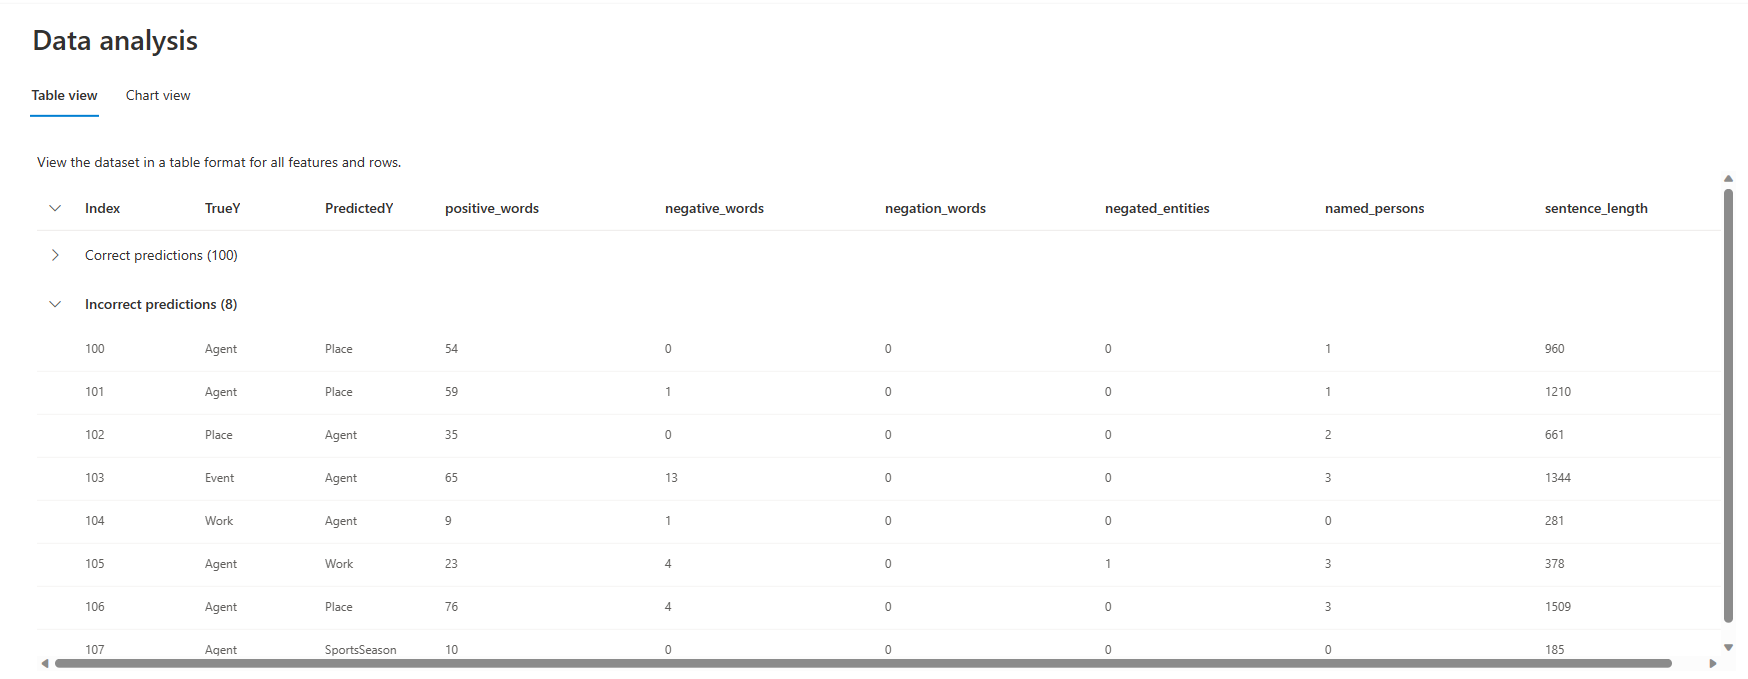 Data analysis
Table view Chart view
View the dataset in a table format for all features and rows.
Index TrueY PredictedY positive_words negative_words negation_words negated_entities named_persons sentence_length
Correct predictions (100)
Incorrect predictions (8)
100 Agent Place 54 0 0 0 1 960
101 Agent Place 59 1 0 0 1 1210
102 Place Agent 35 0 0 0 2 661
103 Event Agent 65 13 0 0 3 1344
104 Work Agent 9 1 0 0 0 281
105 Agent Work 23 4 0 1 3 378
106 Agent Place 76 4 0 0 3 1509
107 Agent SportsSeason 10 0 0 0 0 185